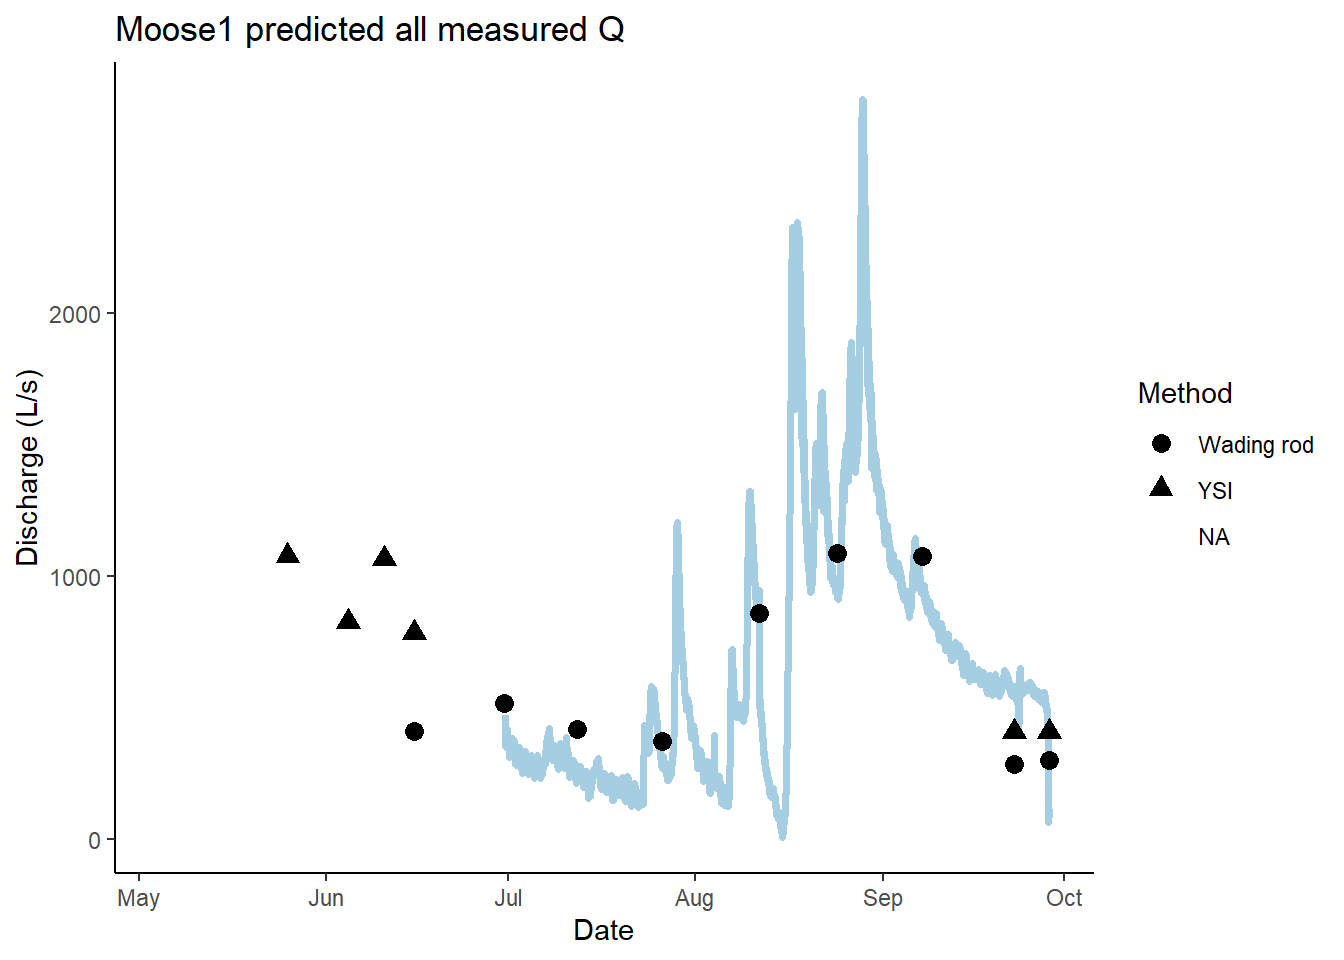 Moose1 predicted all measured Q
Discharge (L/s)
2000
1000
0
May Jun Jul Aug Sep Oct
Date
Method
Wading rod
YSI
NA